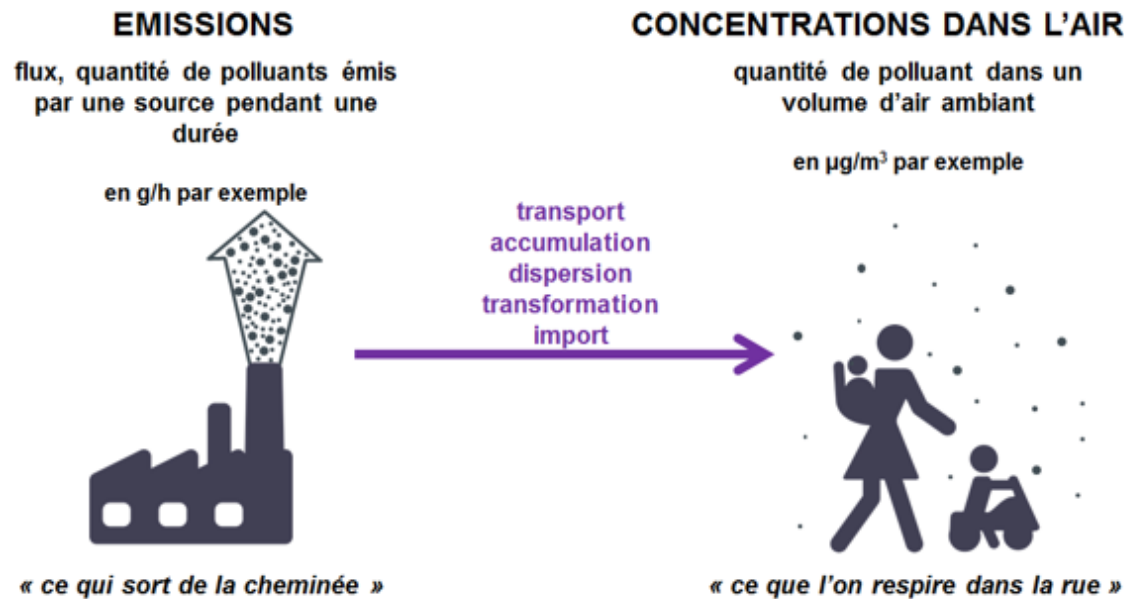 EMISSIONS
flux, quantité de polluants émis
par une source pendant une
durée
en g/h par exemple
« ce qui sort de la cheminée »
transport
accumulation
dispersion
transformation
import
CONCENTRATIONS DANS L'AIR
quantité de polluant dans un
volume d'air ambiant
en µg/m³ par exemple
« ce que l'on respire dans la rue »